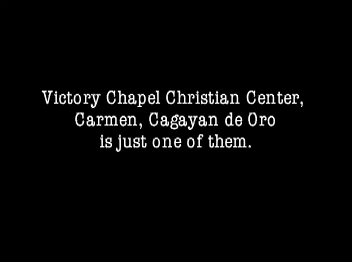 Victory Chapel Christian Center,
Carmen, Cagayan de Oro
is just one of them.